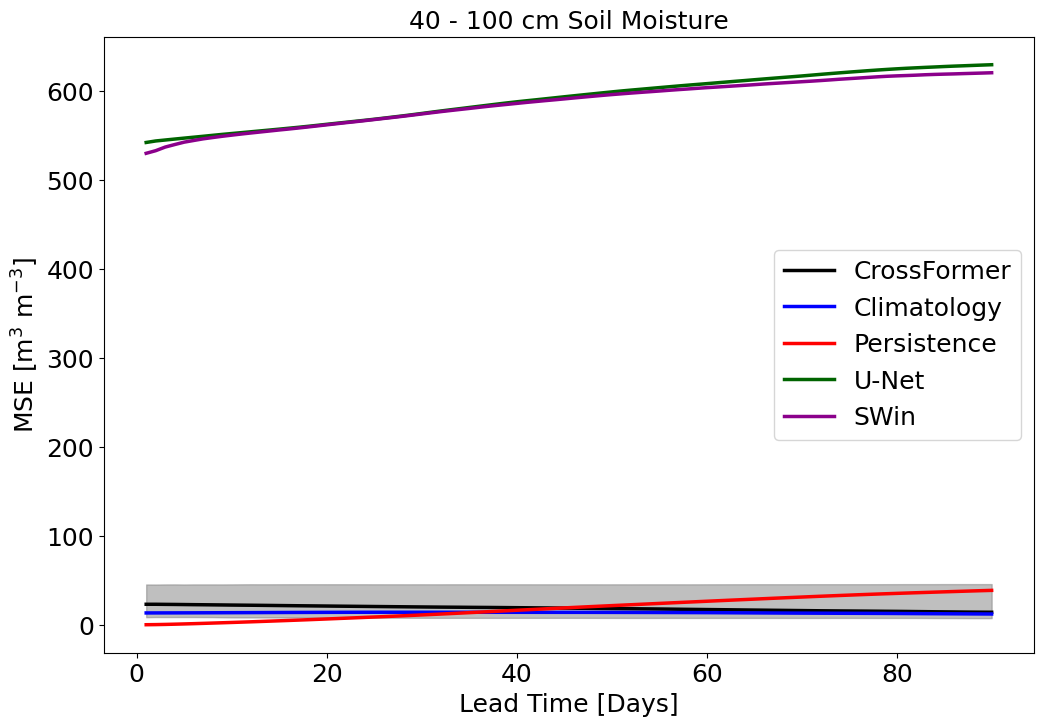 40 - 100 cm Soil Moisture
MSE [m³ m⁻³]
600
500
400
300
200
100
0
CrossFormer
Climatology
Persistence
U-Net
SWin
0 20 40 60 80
Lead Time [Days]